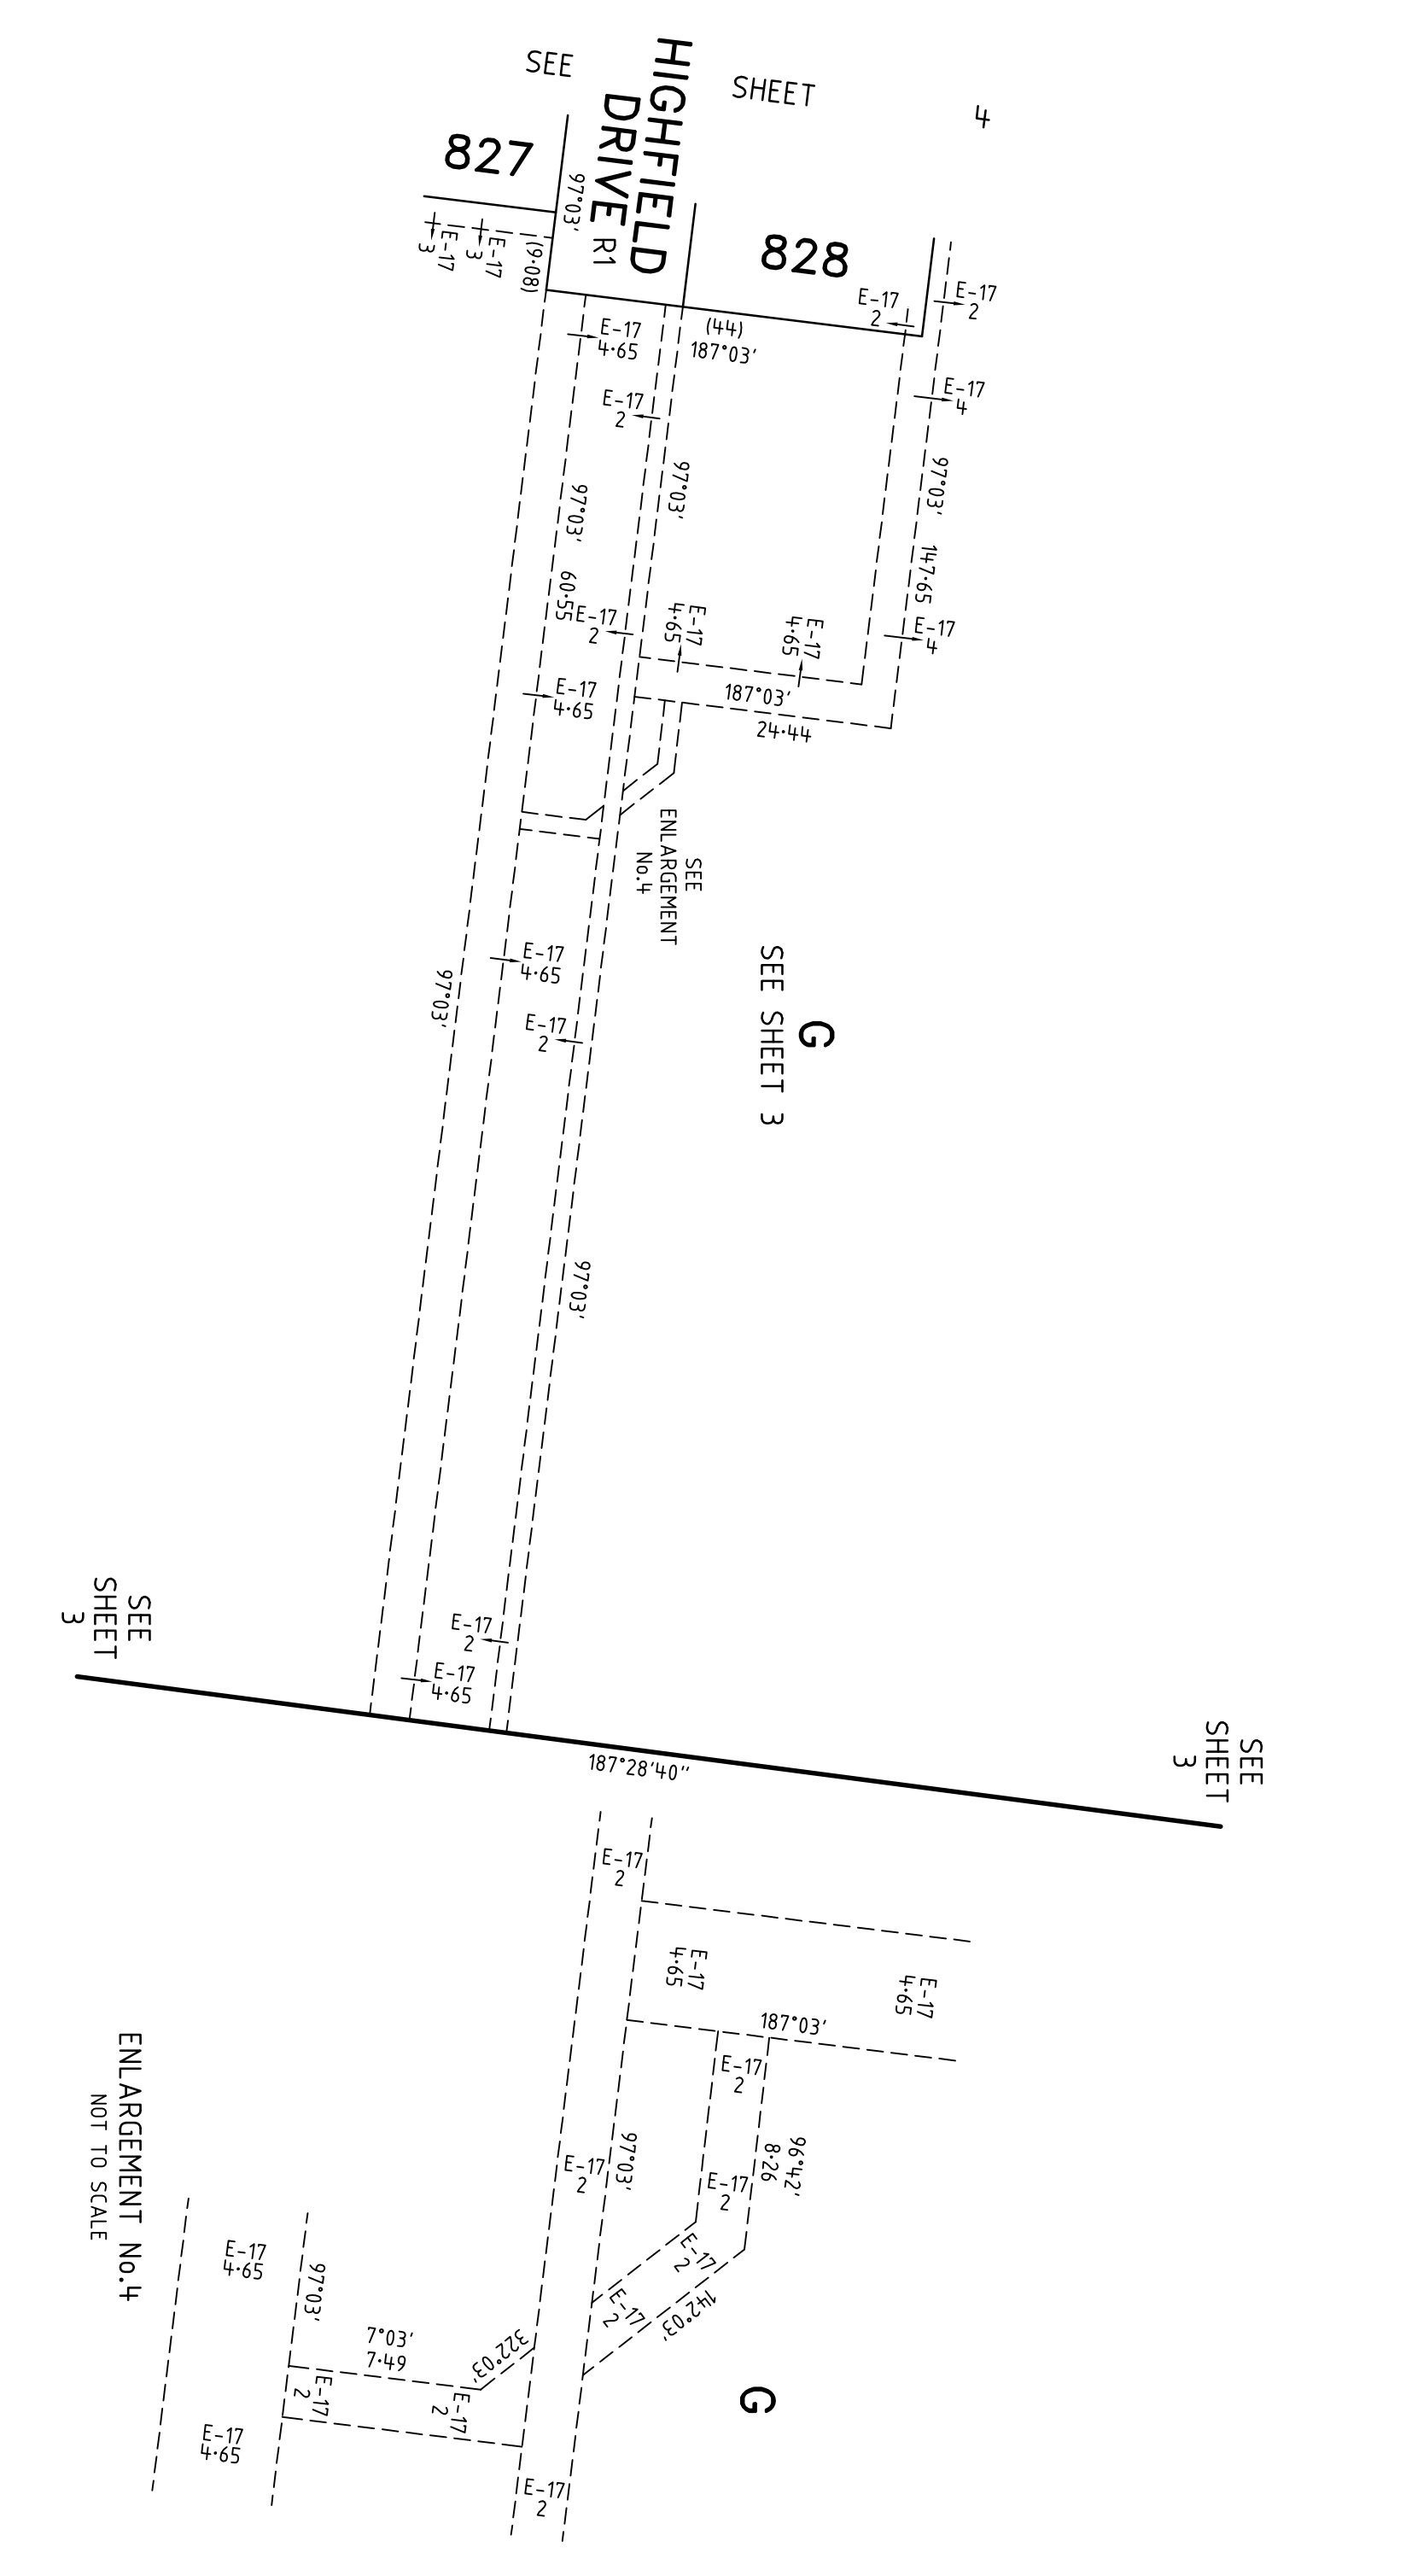 SEE
SHEET
4
HIGHFIELD
DRIVE
R1
827
828
97°03'
E-17
3
E-17
3
(9·08)
E-17
2
E-17
2
(44)
187°03'
E-17
4·65
E-17
2
E-17
4
97°03'
97°03'
97°03'
147·65
60·55
E-17
2
E-17
4·65
E-17
4·65
E-17
4
187°03'
24·44
E-17
4·65
SEE
ENLARGEMENT
No.4
E-17
4·65
97°03'
E-17
2
G
SEE SHEET 3
97°03'
E-17
2
E-17
4·65
SEE
SHEET
3
SEE
SHEET
3
187°28'40"
E-17
2
E-17
4·65
E-17
4·65
187°03'
E-17
2
97°03'
96°42'
8·26
E-17
2
E-17
2
E-17
2
E-17
2
142°03'
322°03'
ENLARGEMENT No.4
NOT TO SCALE
E-17
4·65
97°03'
7°03'
7·49
E-17
2
E-17
2
G
E-17
4·65
E-17
2